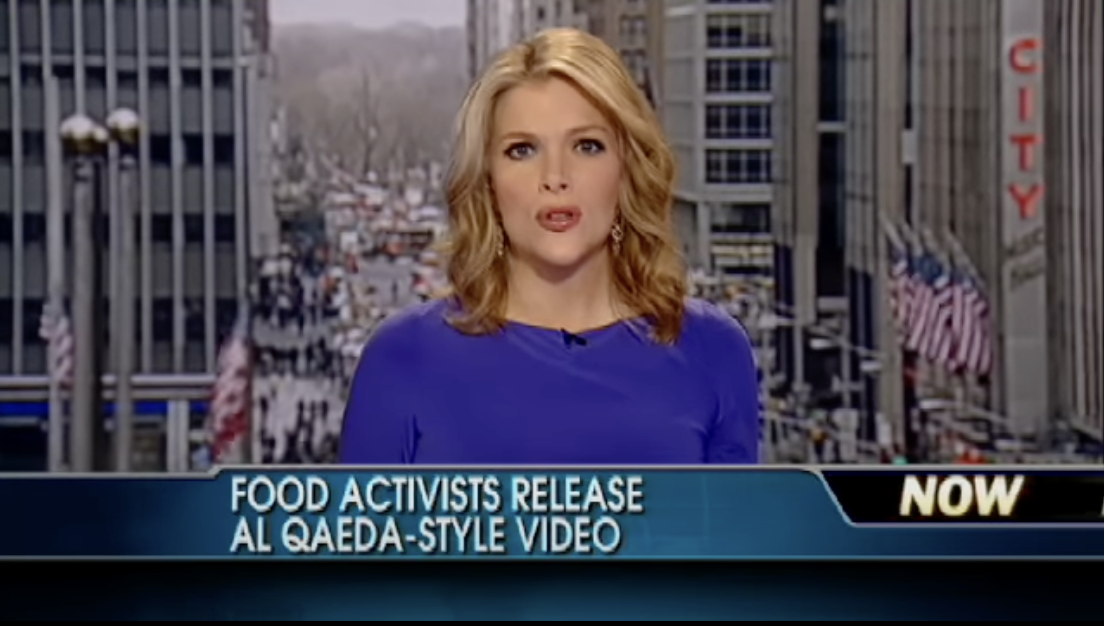 CITY
FOOD ACTIVISTS RELEASE
AL QAEDA-STYLE VIDEO
NOW